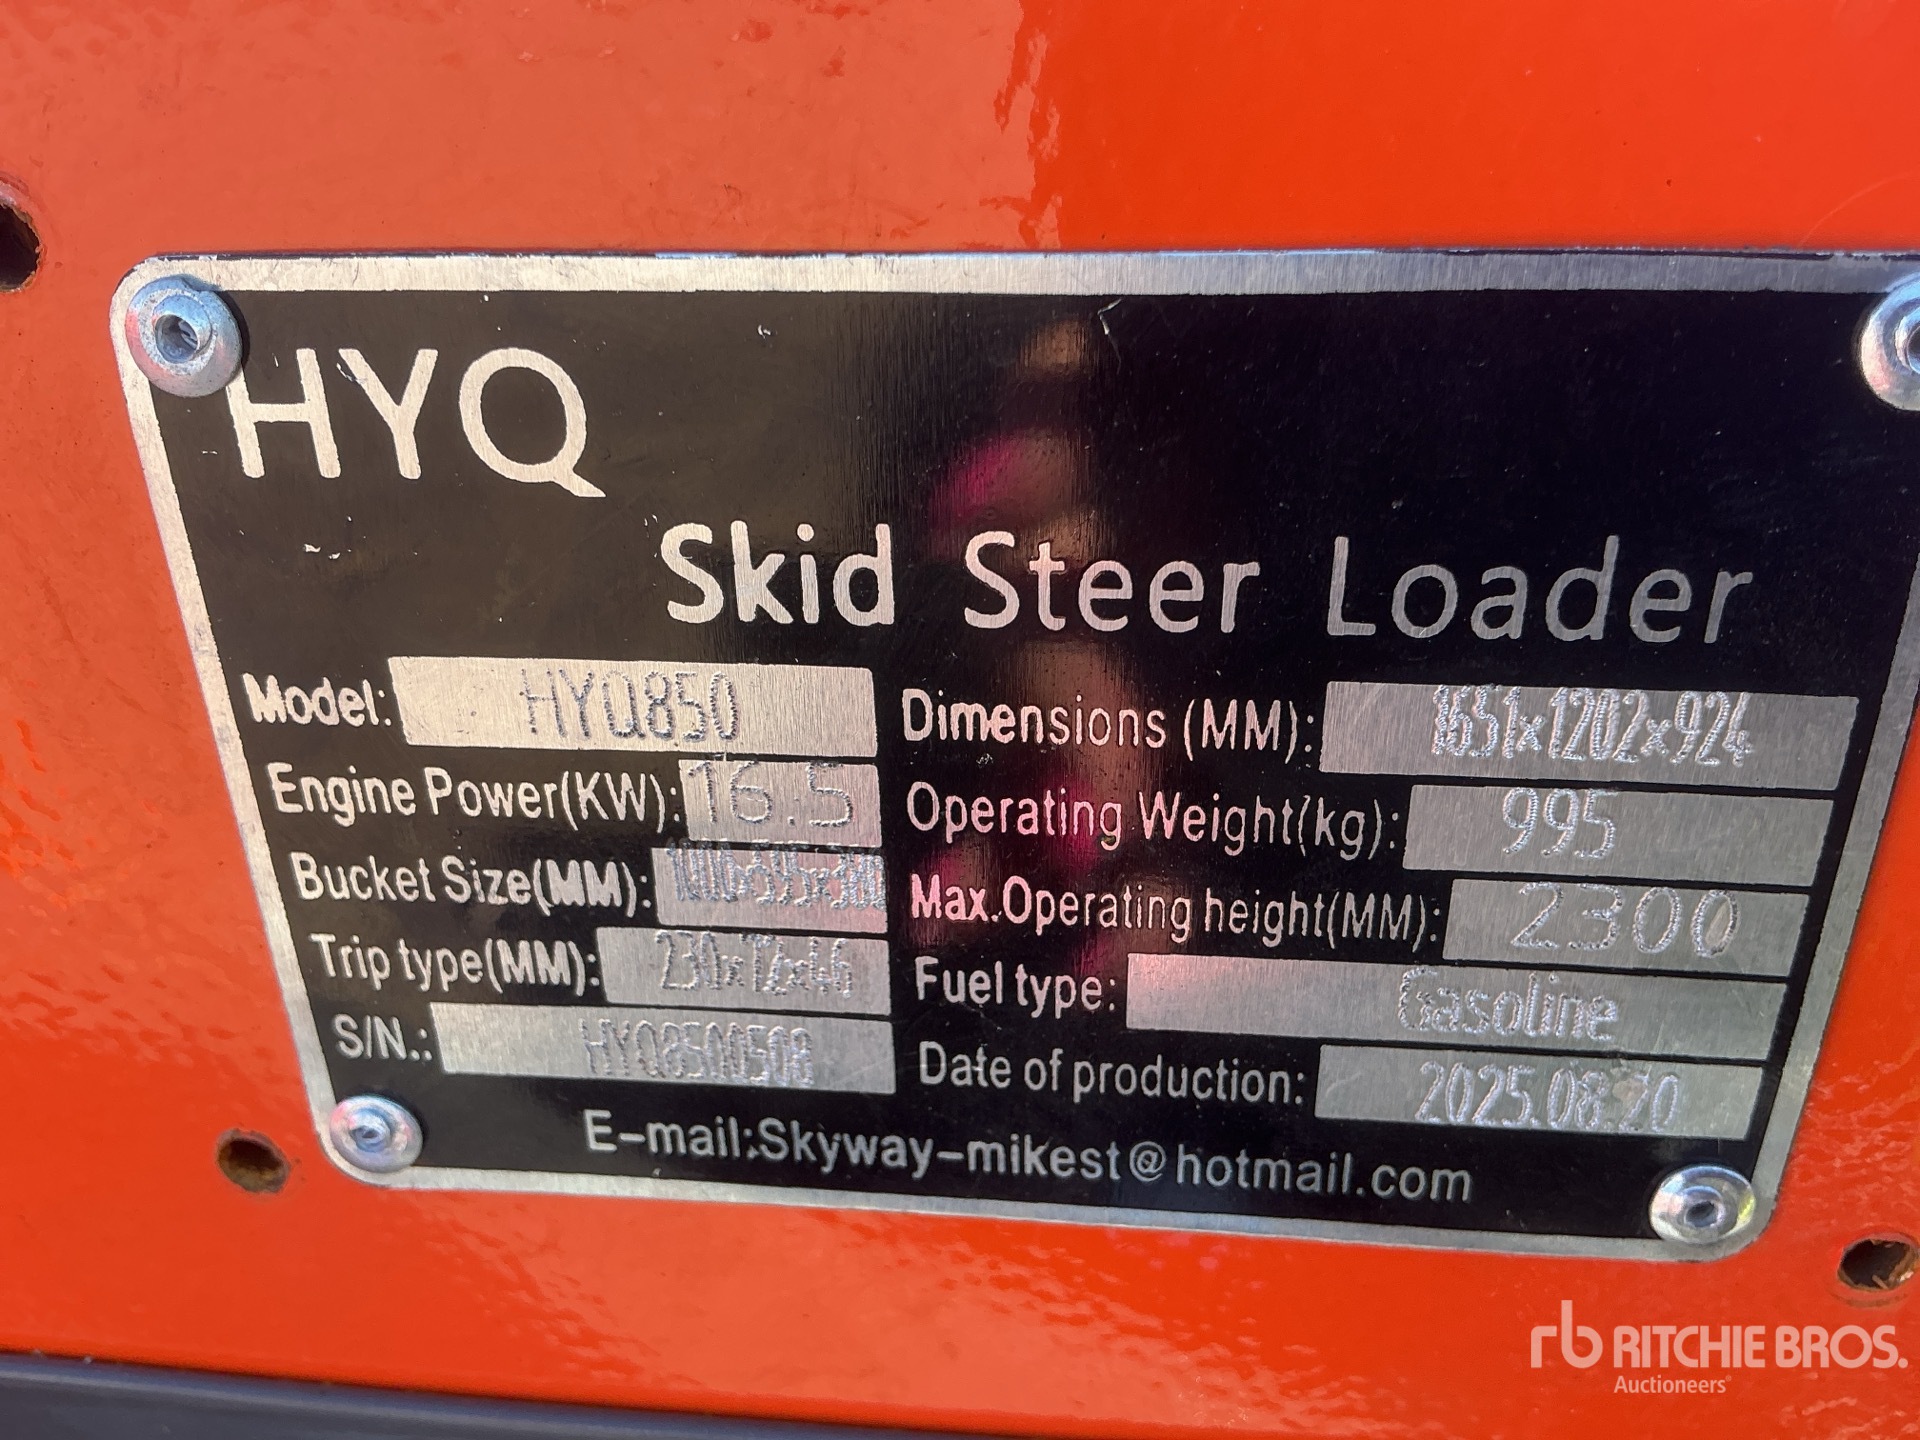 HYQ
Skid Steer Loader
Model: HYQ850
Dimensions (MM): 1651x1202x924
Engine Power(KW): 16.5
Operating Weight(kg): 995
Bucket Size(MM):
Max.Operating height(MM): 2300
Trip type(MM): 230x72x46
Fuel type: Gasoline
S/N.: HYQ8500508
Date of production: 2025.08.20
E-mail:Skyway-mikest@hotmail.com
rb RITCHIE BROS.
Auctioneers